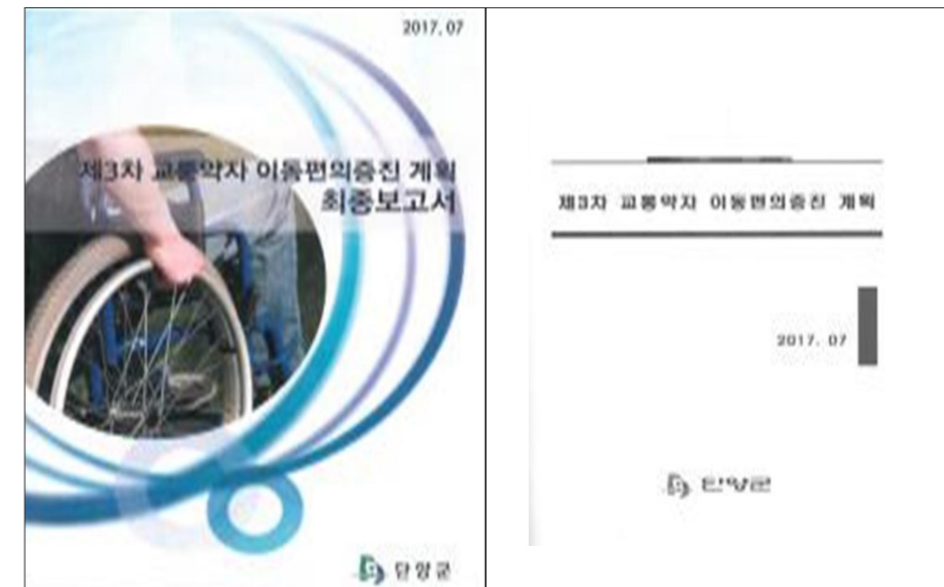 2017. 07
제3차 교통약자 이동편의증진 계획
최종보고서
단양군
제3차 교통약자 이동편의증진 계획
2017. 07
단양군